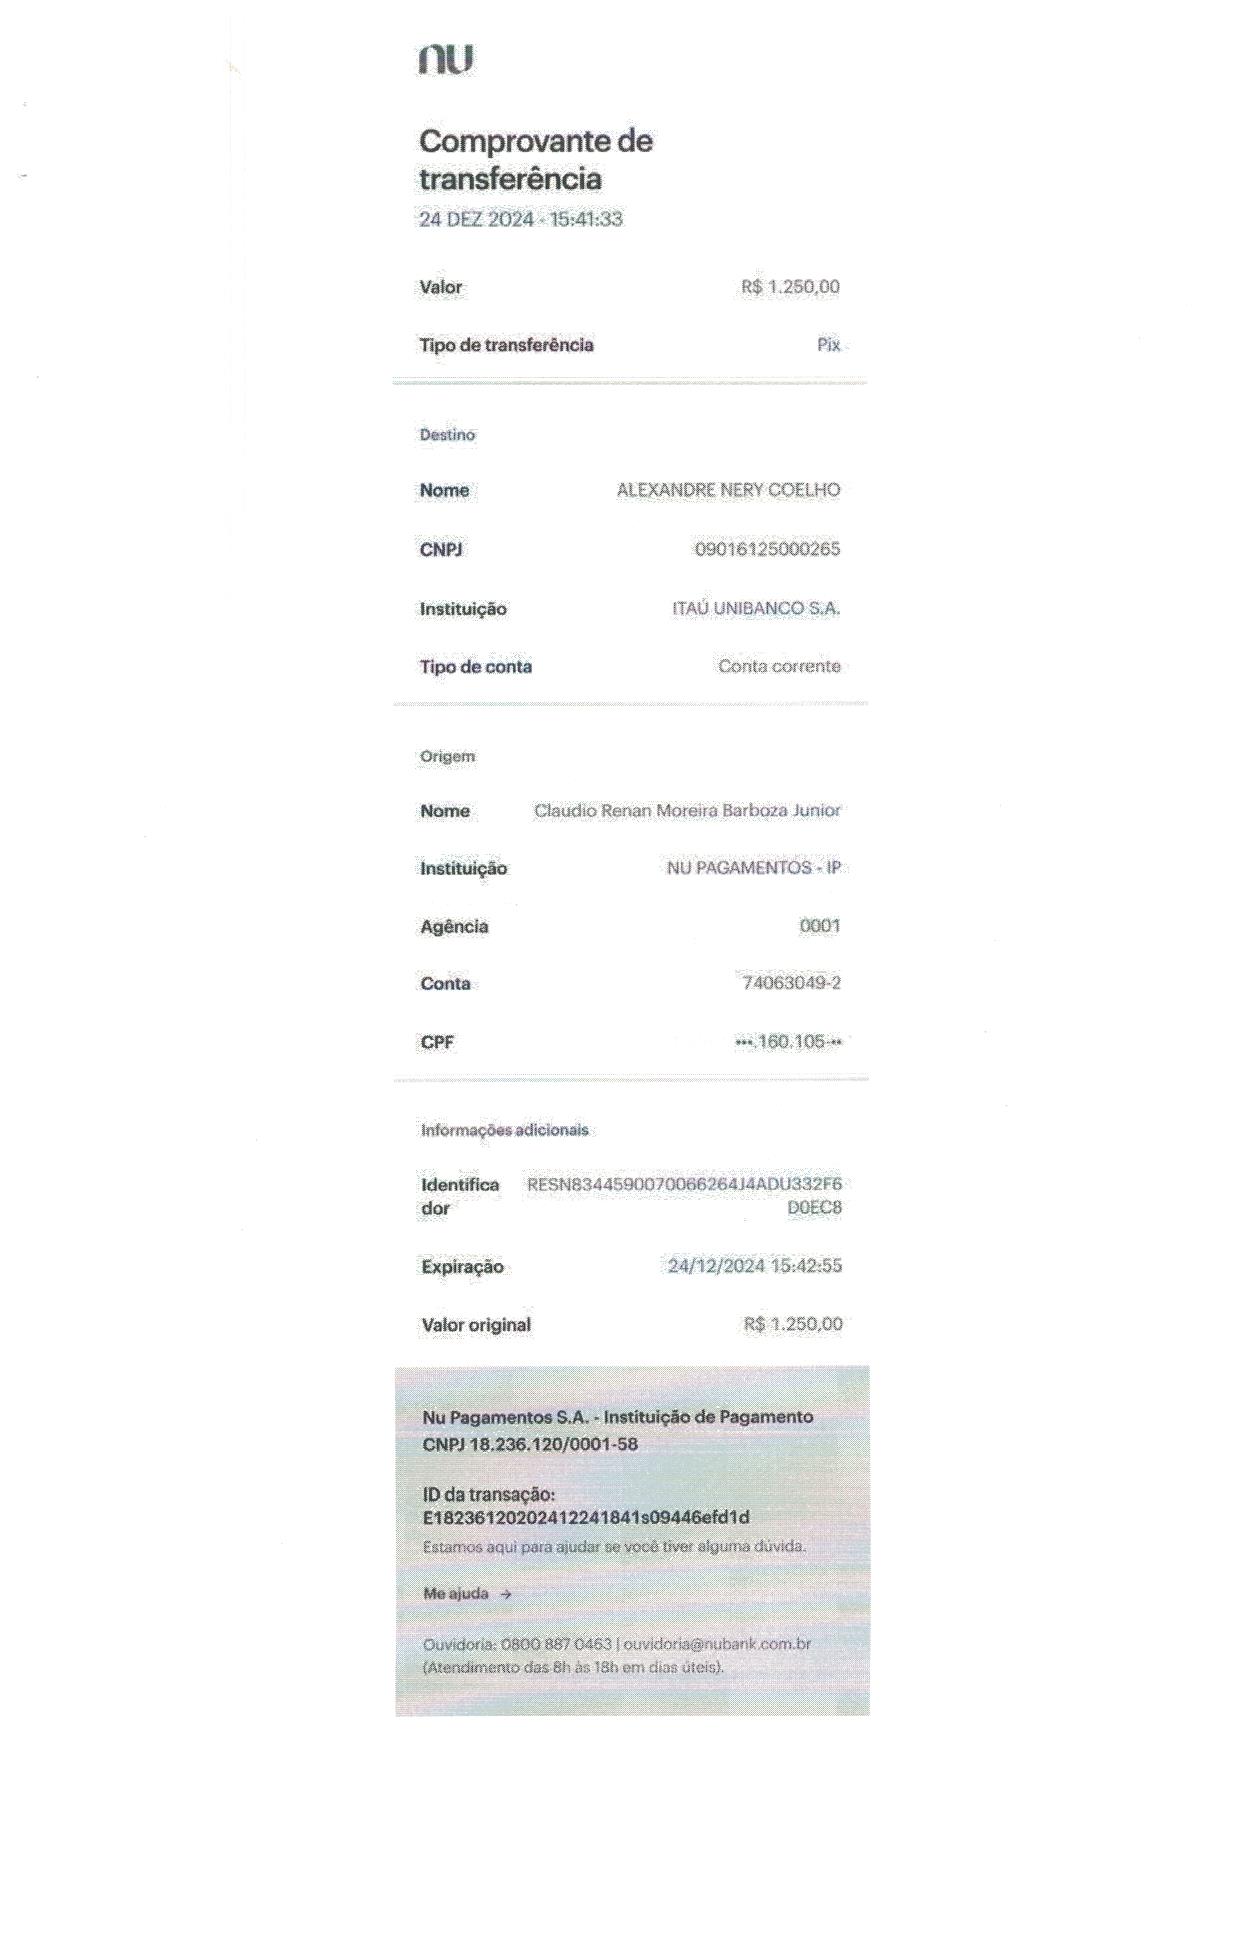 nu
Comprovante de
transferência
24 DEZ 2024 - 15:41:33
Valor R$ 1.250,00
Tipo de transferência Pix
Destino
Nome ALEXANDRE NERY COELHO
CNPJ 09016125000265
Instituição ITAÚ UNIBANCO S.A.
Tipo de conta Conta corrente
Origem
Nome Claudio Renan Moreira Barboza Junior
Instituição NU PAGAMENTOS - IP
Agência 0001
Conta 74063049-2
CPF •••.160.105-••
Informações adicionais
Identifica RESN8344590070066264J4ADU332F6
dor D0EC8
Expiração 24/12/2024 15:42:55
Valor original R$ 1.250,00
Nu Pagamentos S.A. - Instituição de Pagamento
CNPJ 18.236.120/0001-58
ID da transação:
E18236120202412241841s09446efd1d
Estamos aqui para ajudar se você tiver alguma dúvida.
Me ajuda →
Ouvidoria: 0800 887 0463 | ouvidoria@nubank.com.br
(Atendimento das 8h às 18h em dias úteis).